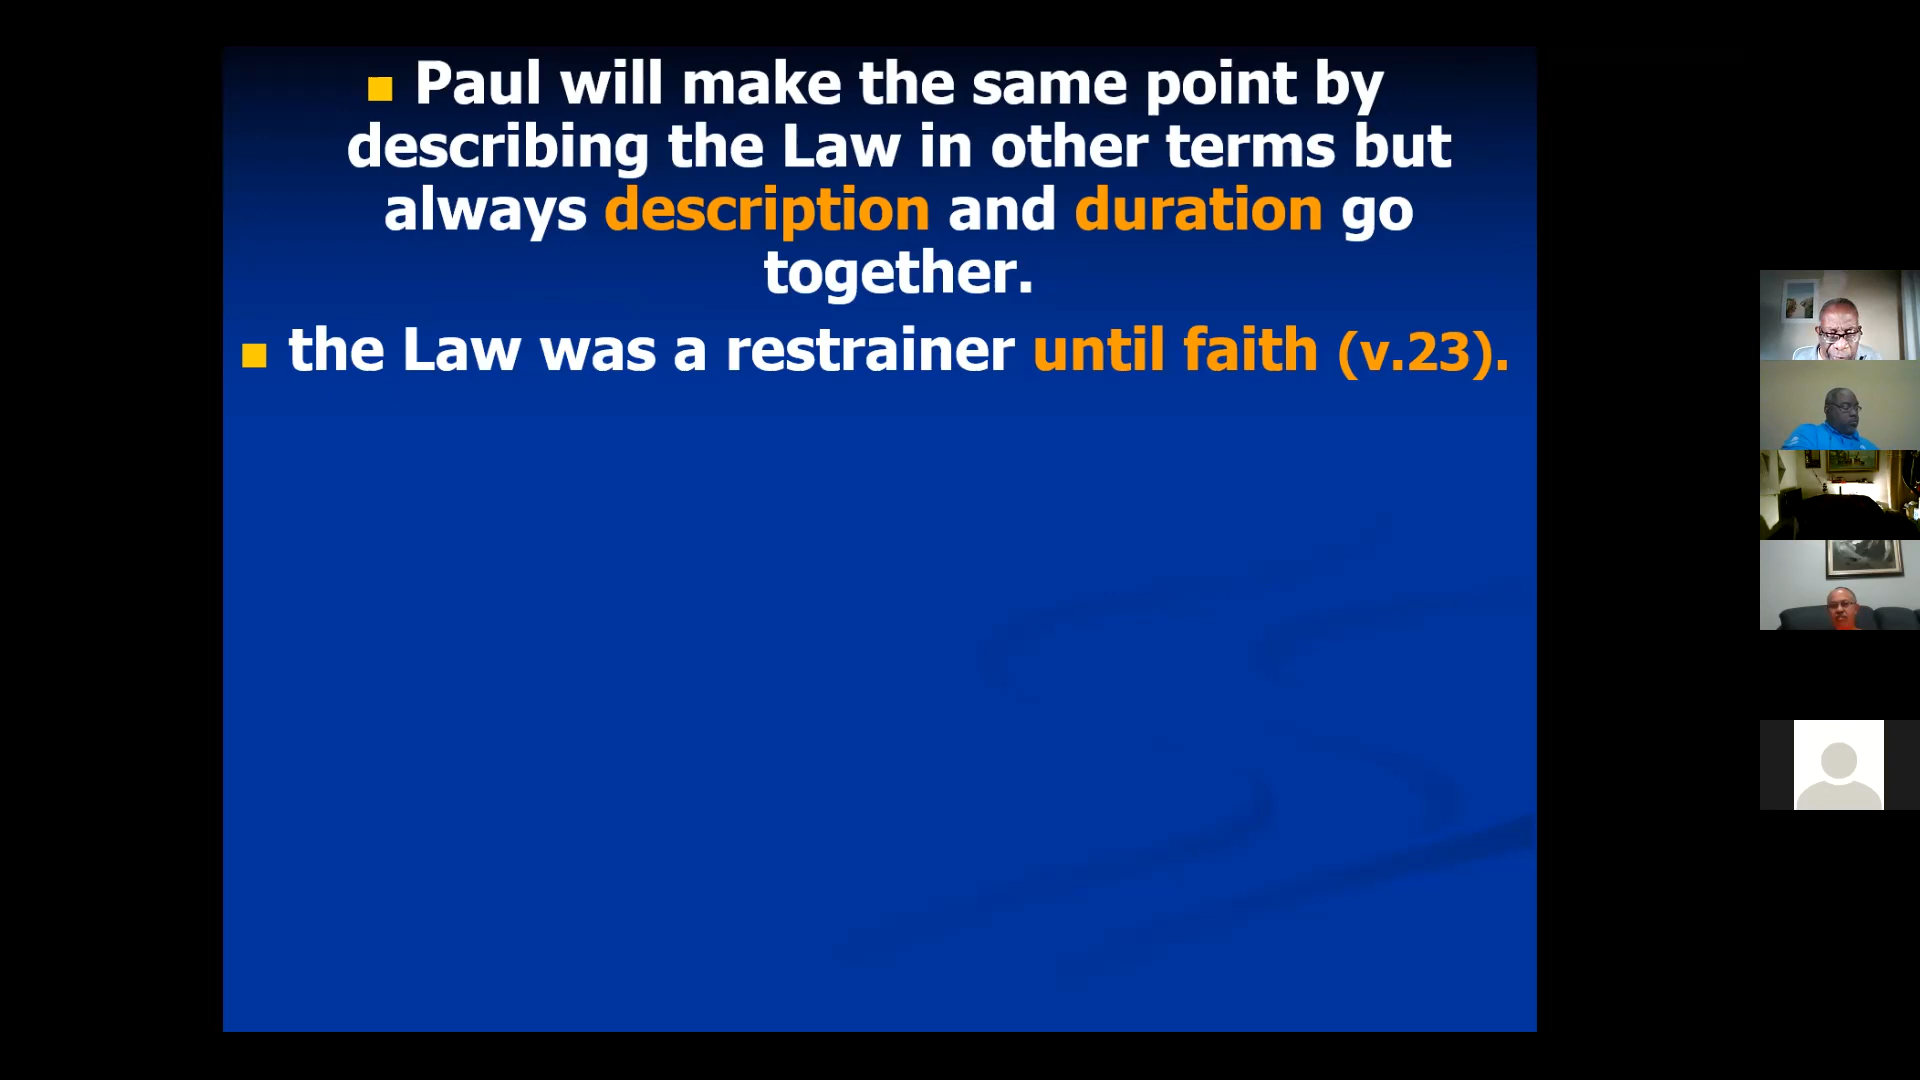 Paul will make the same point by
describing the Law in other terms but
always description and duration go
together.
the Law was a restrainer until faith (v.23).